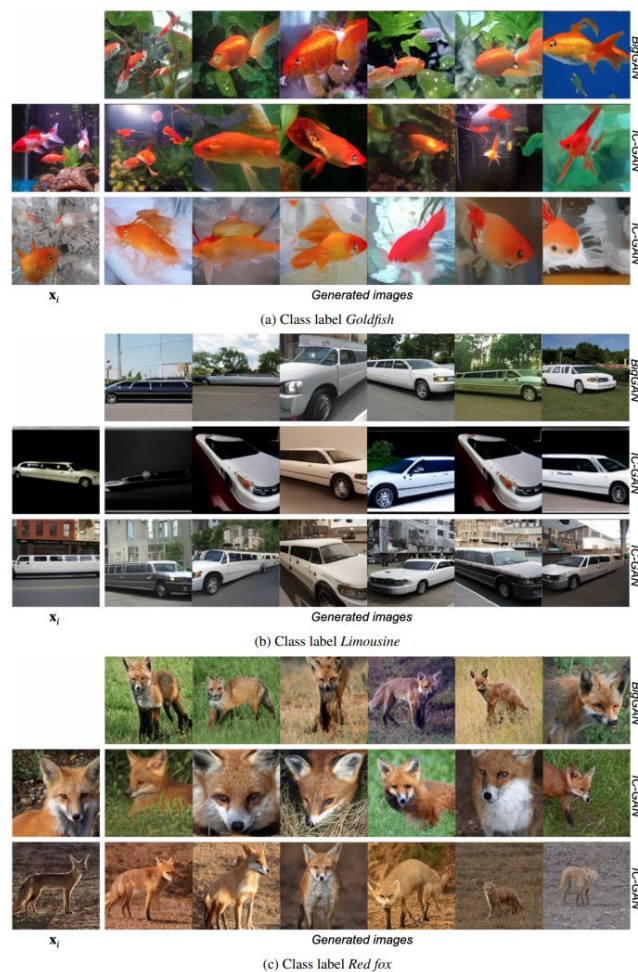 BigGAN
IC-GAN
IC-GAN
x_i Generated images
(a) Class label Goldfish
BigGAN
IC-GAN
IC-GAN
x_i Generated images
(b) Class label Limousine
BigGAN
IC-GAN
IC-GAN
x_i Generated images
(c) Class label Red fox